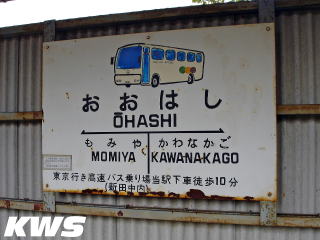 おおはし
ŌHASHI
もみや かわなかご
MOMIYA KAWANAKAGO
東京行き高速バス乗り場当駅下車徒歩10分
(新田中内)
KWS